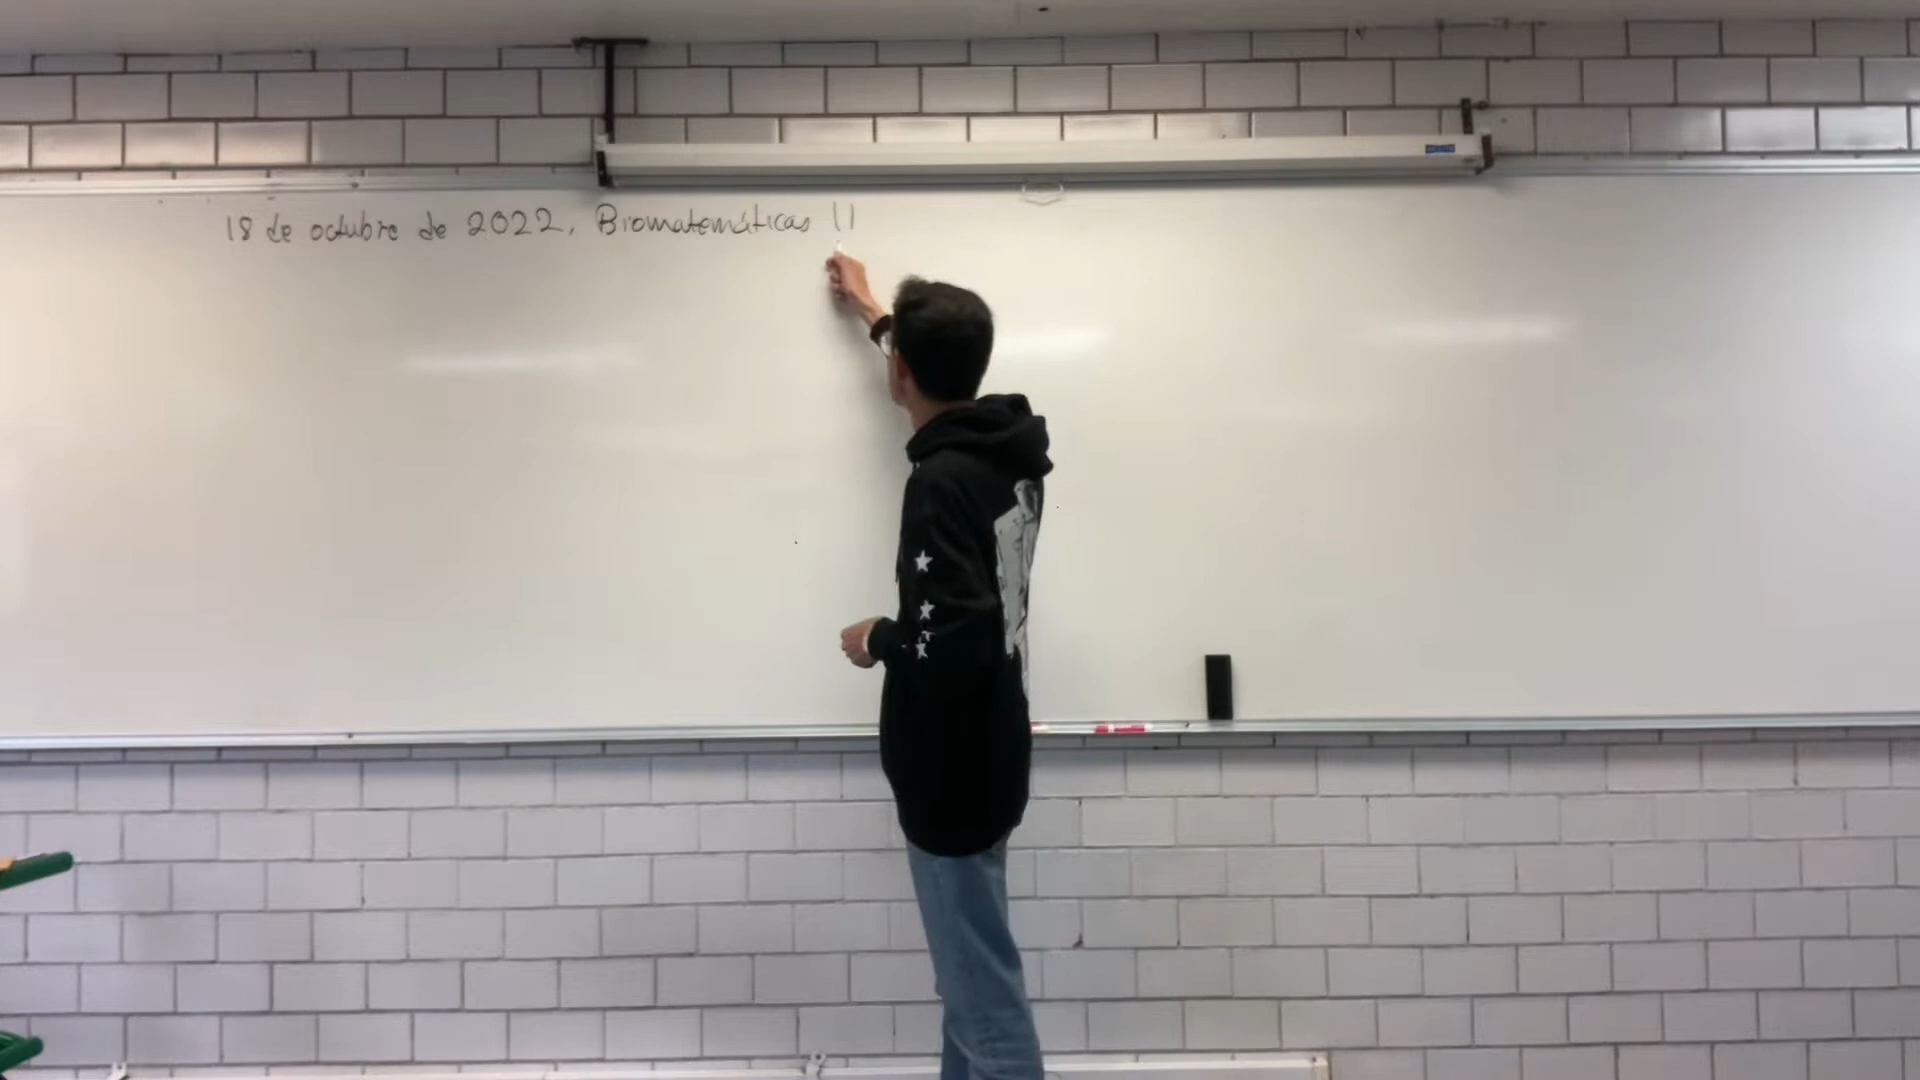 18 de octubre de 2022, Biomatemáticas II